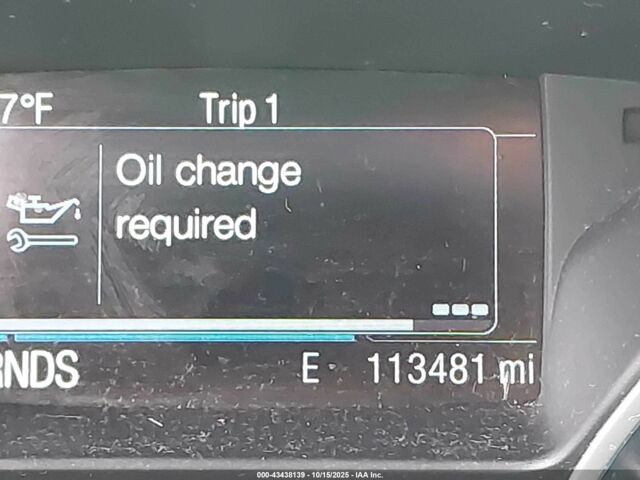 7°F Trip 1
Oil change
required
RNDS E 113481 mi
000-43438139 - 10/15/2025 - IAA Inc.